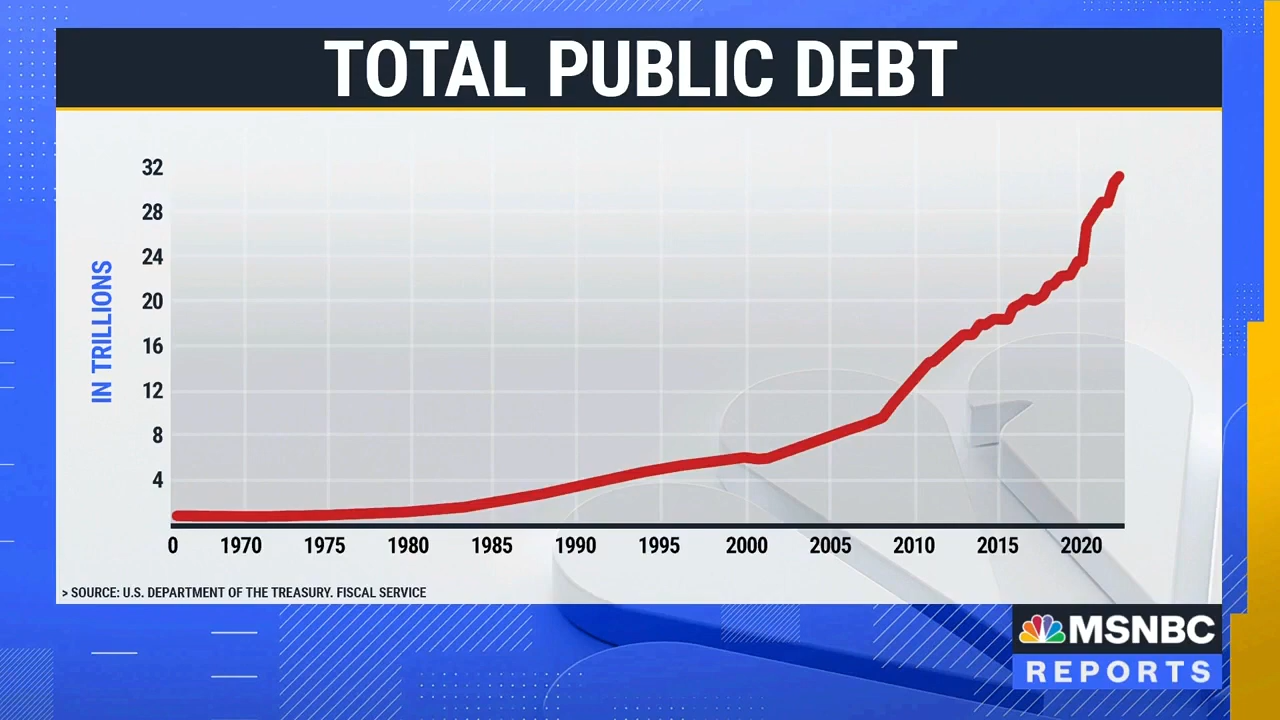 TOTAL PUBLIC DEBT
IN TRILLIONS
32
28
24
20
16
12
8
4
0 1970 1975 1980 1985 1990 1995 2000 2005 2010 2015 2020
> SOURCE: U.S. DEPARTMENT OF THE TREASURY. FISCAL SERVICE
MSNBC
REPORTS